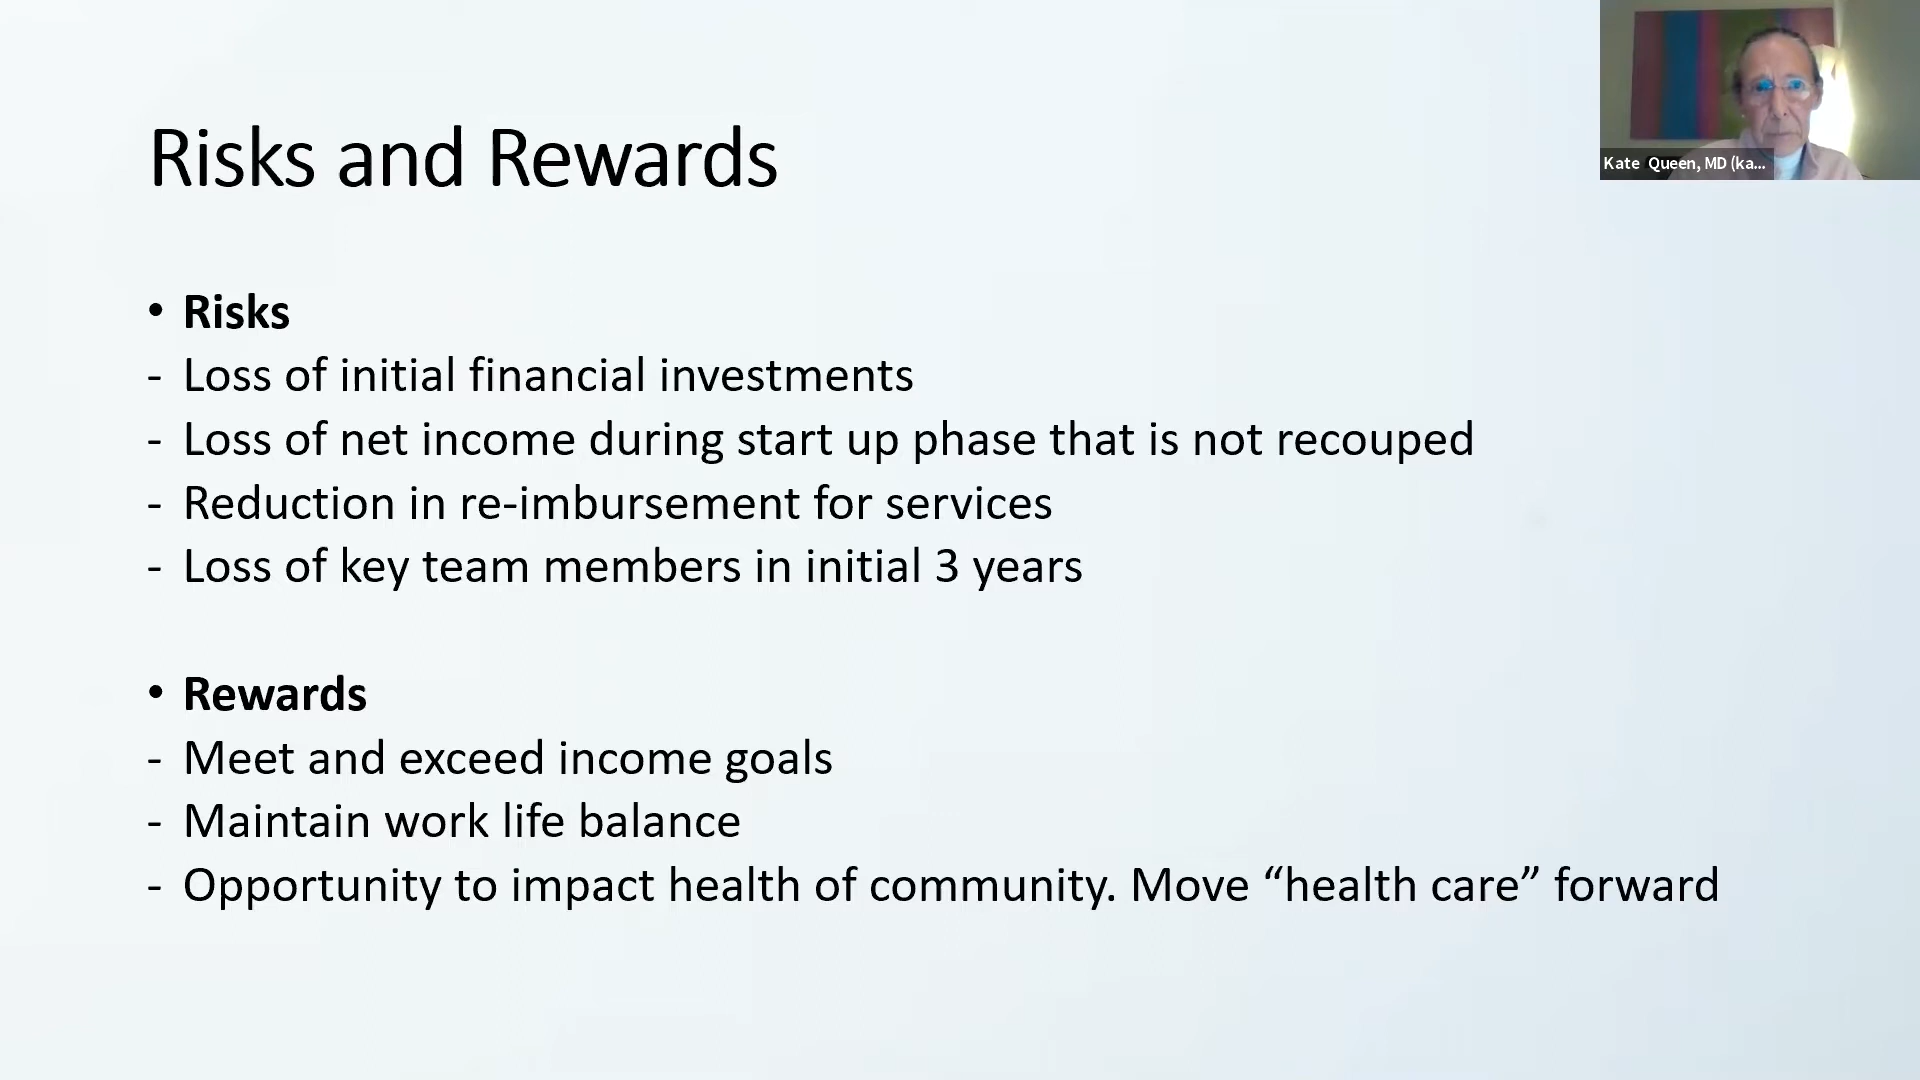 Risks and Rewards
Kate Queen, MD (ka...
• Risks
- Loss of initial financial investments
- Loss of net income during start up phase that is not recouped
- Reduction in re-imbursement for services
- Loss of key team members in initial 3 years
• Rewards
- Meet and exceed income goals
- Maintain work life balance
- Opportunity to impact health of community. Move “health care” forward